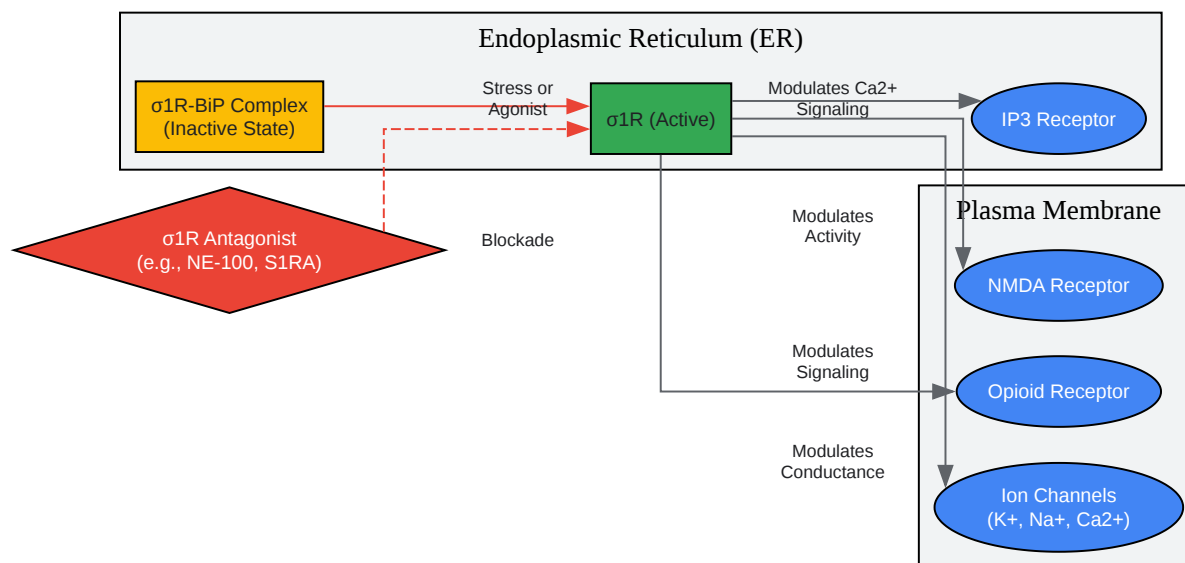 Endoplasmic Reticulum (ER)
σ1R-BiP Complex
(Inactive State)
Stress or
Agonist
σ1R (Active)
Modulates Ca2+
Signaling
IP3 Receptor
σ1R Antagonist
(e.g., NE-100, S1RA)
Blockade
Plasma Membrane
Modulates
Activity
NMDA Receptor
Modulates
Signaling
Opioid Receptor
Modulates
Conductance
Ion Channels
(K+, Na+, Ca2+)